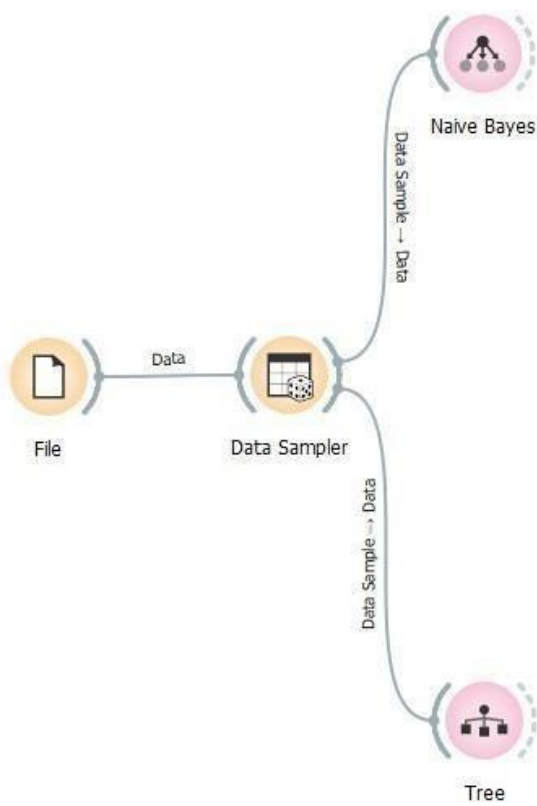 Naive Bayes
Data Sample → Data
Data
File
Data Sampler
Data Sample → Data
Tree